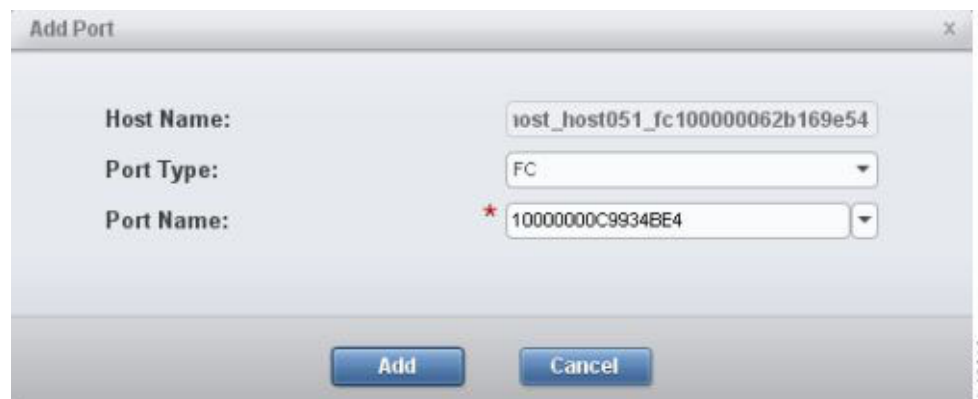 Add Port x
Host Name: ost_host051_fc100000062b169e54
Port Type: FC
Port Name: * 10000000C9934BE4
Add Cancel